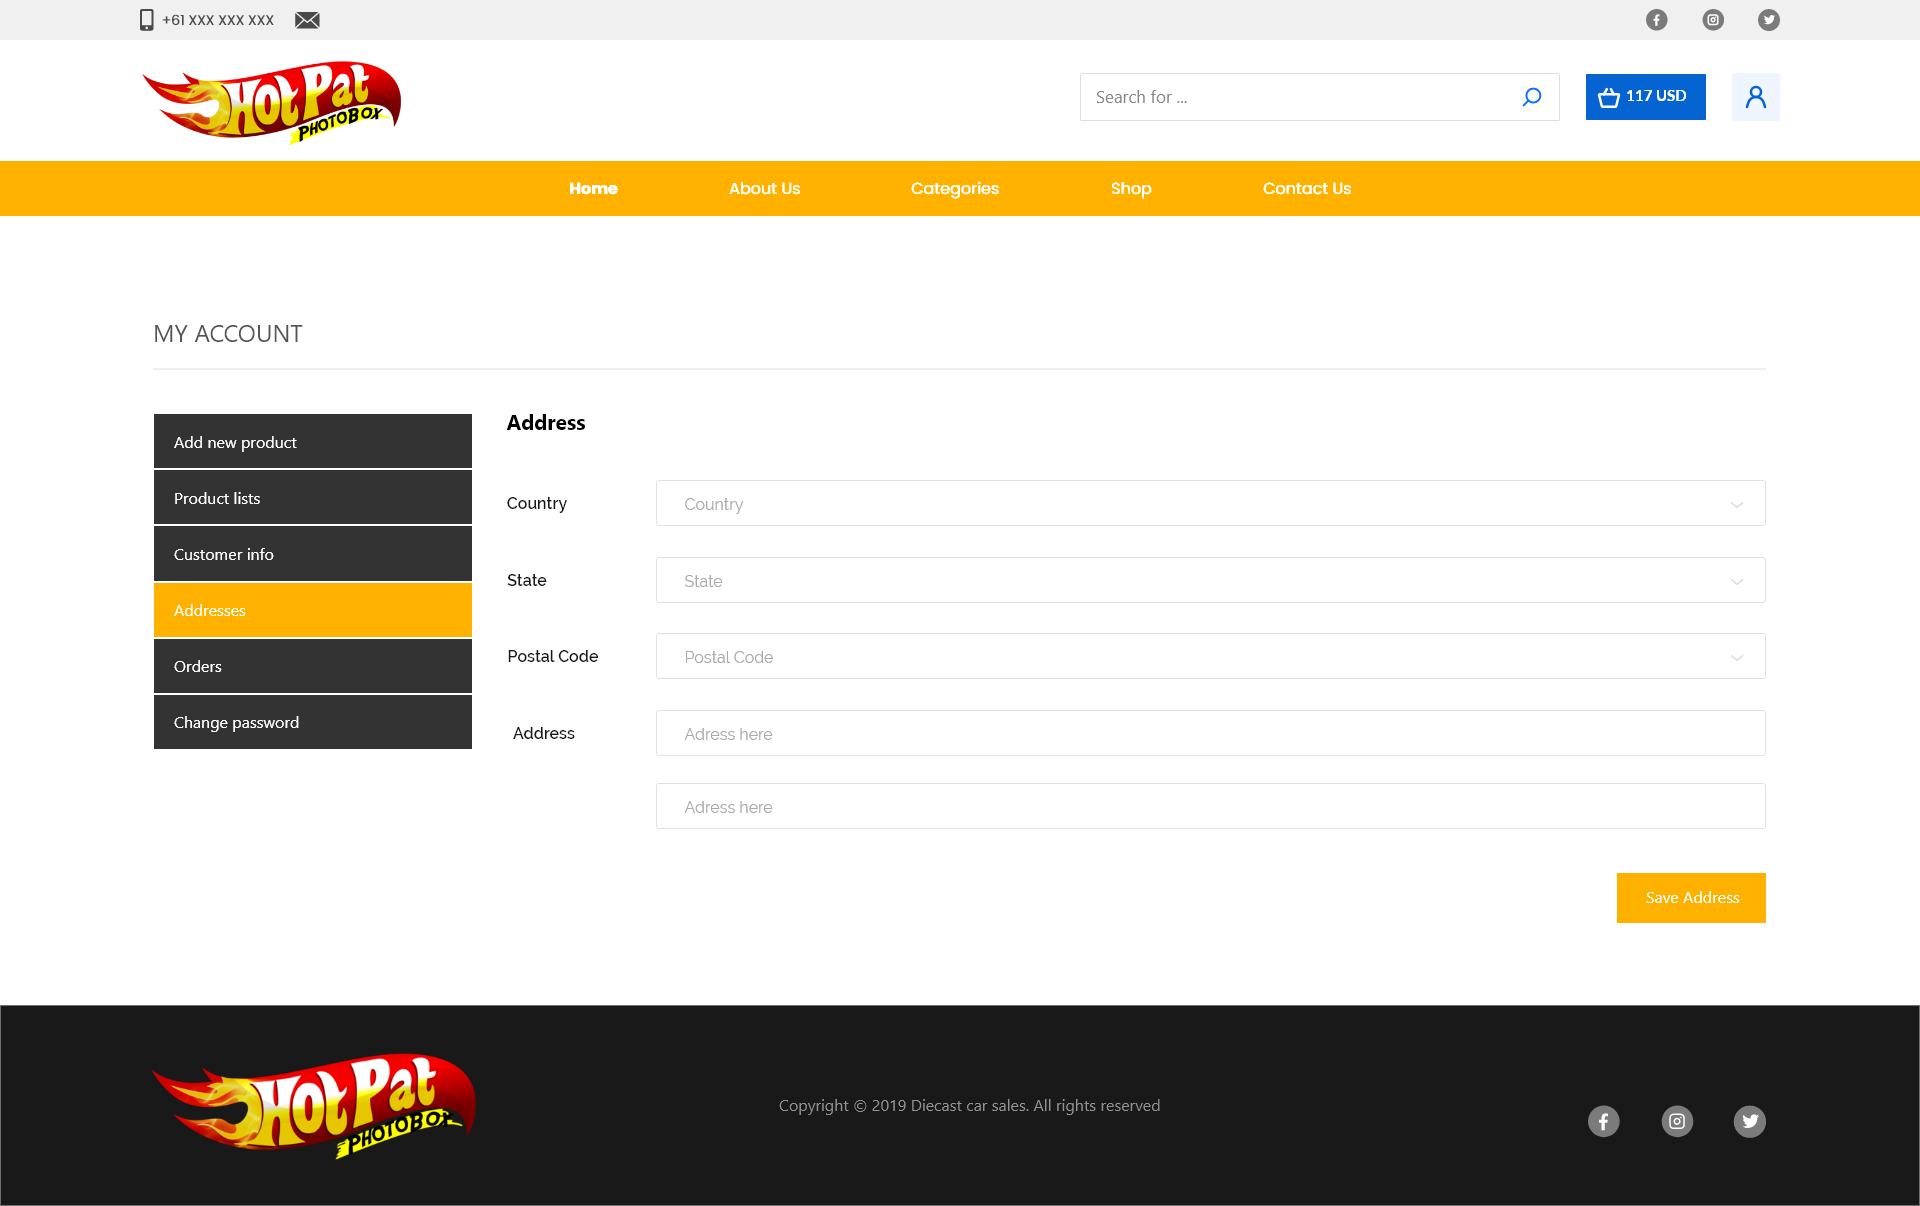 +61 XXX XXX XXX
Hot Pat
PHOTOBOX
Search for ...
117 USD
Home About Us Categories Shop Contact Us
MY ACCOUNT
Add new product
Product lists
Customer info
Addresses
Orders
Change password
Address
Country Country
State State
Postal Code Postal Code
Address Adress here
Adress here
Save Address
Hot Pat
PHOTOBOX
Copyright © 2019 Diecast car sales. All rights reserved